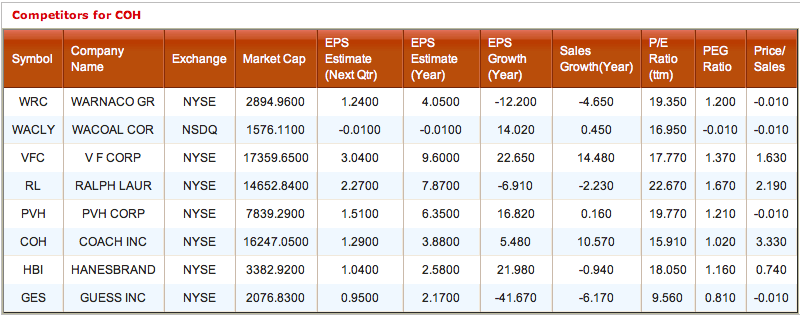 Competitors for COH
Symbol Company Name Exchange Market Cap EPS Estimate (Next Qtr) EPS Estimate (Year) EPS Growth (Year) Sales Growth(Year) P/E Ratio (ttm) PEG Ratio Price/ Sales
WRC WARNACO GR NYSE 2894.9600 1.2400 4.0500 -12.200 -4.650 19.350 1.200 -0.010
WACLY WACOAL COR NSDQ 1576.1100 -0.0100 -0.0100 14.020 0.450 16.950 -0.010 -0.010
VFC V F CORP NYSE 17359.6500 3.0400 9.6000 22.650 14.480 17.770 1.370 1.630
RL RALPH LAUR NYSE 14652.8400 2.2700 7.8700 -6.910 -2.230 22.670 1.670 2.190
PVH PVH CORP NYSE 7839.2900 1.5100 6.3500 16.820 0.160 19.770 1.210 -0.010
COH COACH INC NYSE 16247.0500 1.2900 3.8800 5.480 10.570 15.910 1.020 3.330
HBI HANESBRAND NYSE 3382.9200 1.0400 2.5800 21.980 -0.940 18.050 1.160 0.740
GES GUESS INC NYSE 2076.8300 0.9500 2.1700 -41.670 -6.170 9.560 0.810 -0.010